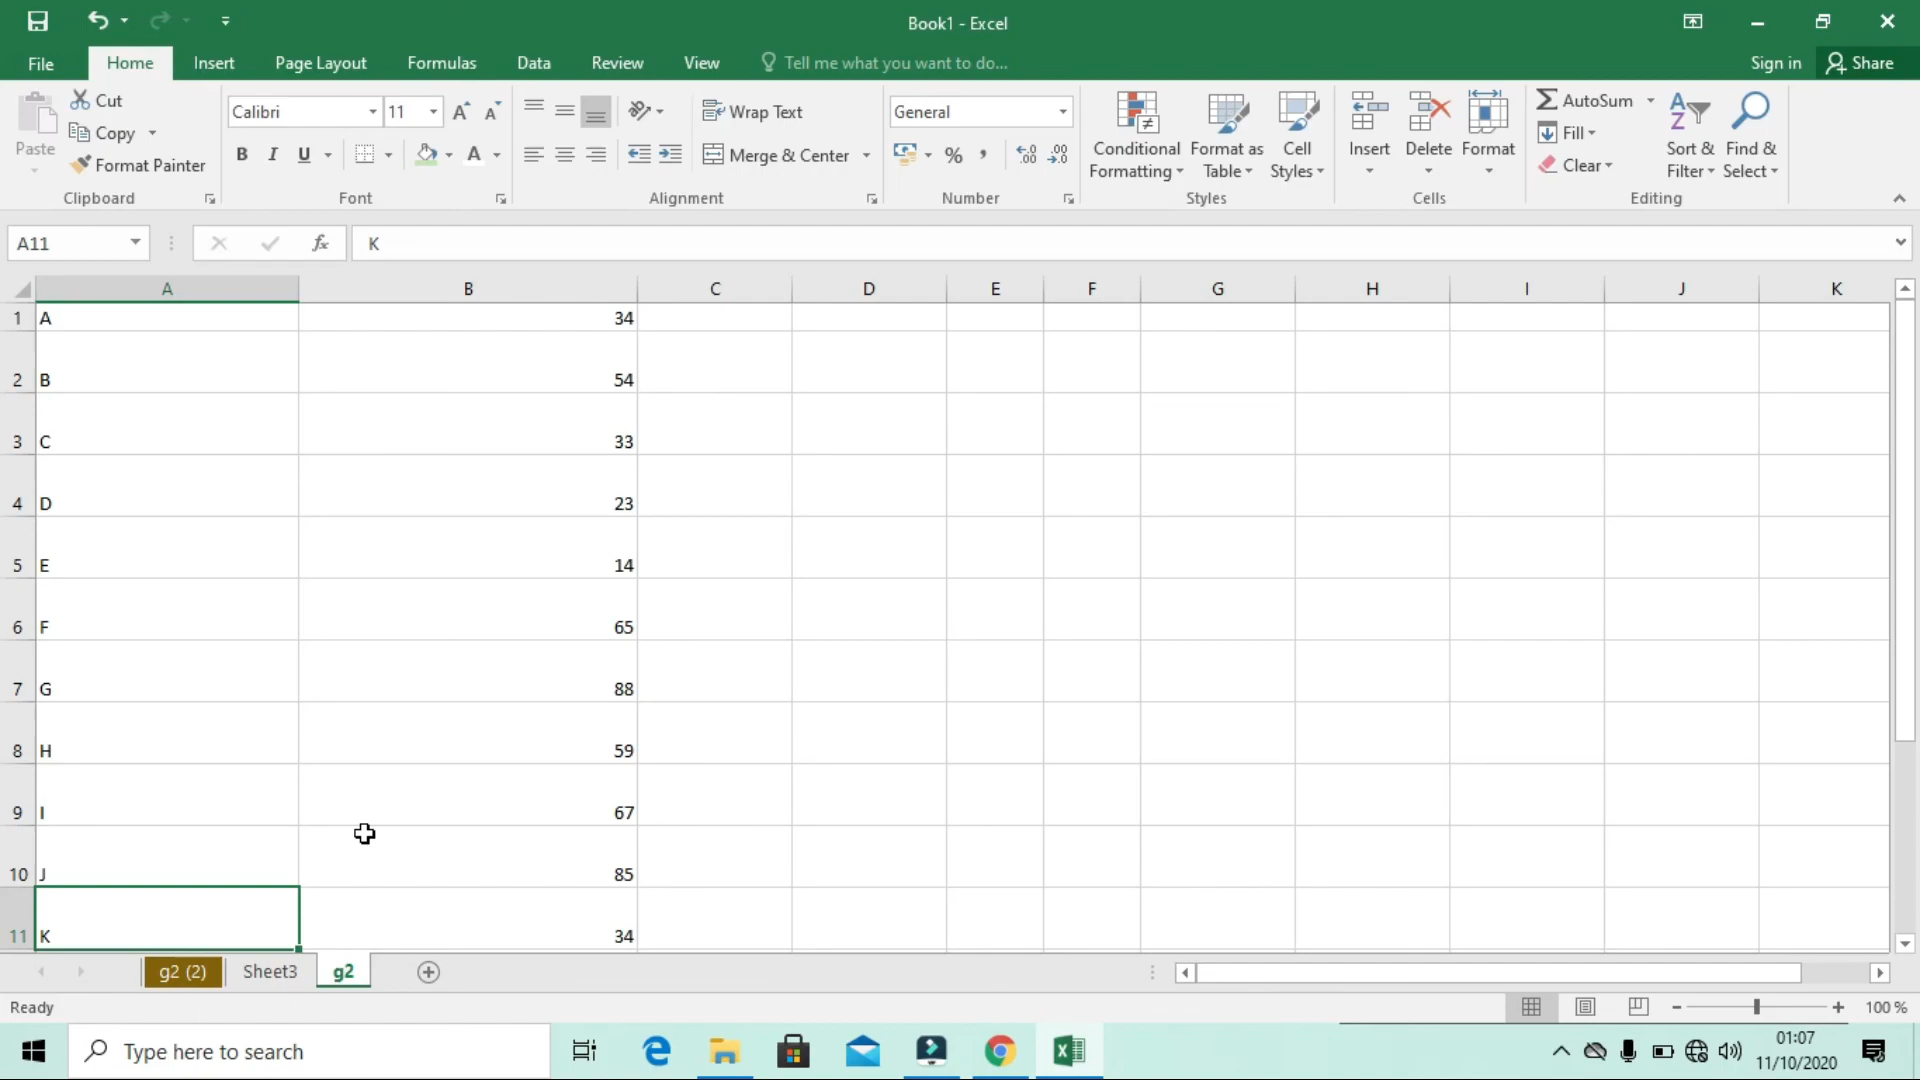 Book1 - Excel
File Home Insert Page Layout Formulas Data Review View Tell me what you want to do... Sign in Share
Paste
Cut
Copy
Format Painter
Clipboard
Calibri 11
B I U A
Font
Wrap Text
Merge & Center
Alignment
General
% ,
Number
Conditional Formatting
Format as Table
Cell Styles
Styles
Insert Delete Format
Cells
AutoSum
Fill
Clear
Sort & Filter
Find & Select
Editing
A11 fx K
A B C D E F G H I J K
1 A 34
2 B 54
3 C 33
4 D 23
5 E 14
6 F 65
7 G 88
8 H 59
9 I 67
10 J 85
11 K 34
g2 (2) Sheet3 g2
Ready 100 %
Type here to search
01:07
11/10/2020